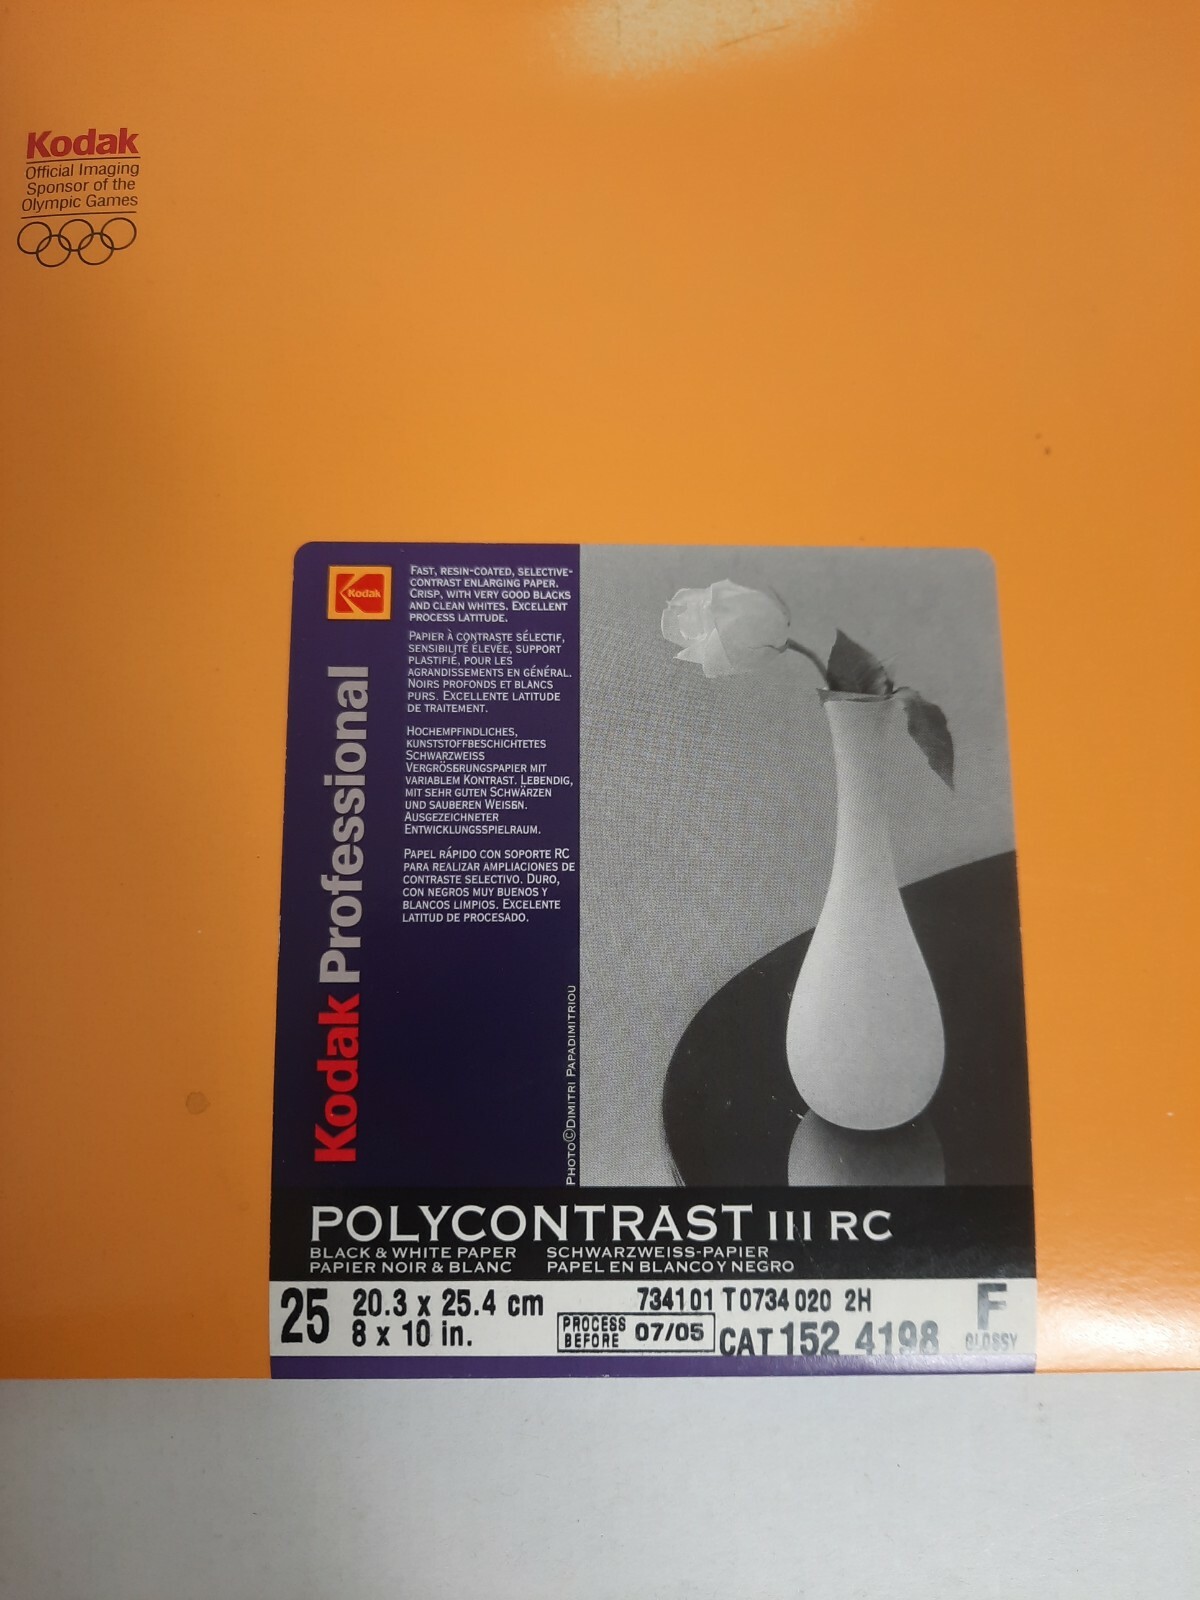 Kodak
Official Imaging
Sponsor of the
Olympic Games
Kodak
Kodak Professional
FAST, RESIN-COATED, SELECTIVE-
CONTRAST ENLARGING PAPER.
CRISP, WITH VERY GOOD BLACKS
AND CLEAN WHITES. EXCELLENT
PROCESS LATITUDE.
PAPIER À CONTRASTE SÉLECTIF,
SENSIBILITÉ ÉLEVÉE, SUPPORT
PLASTIFIÉ, POUR LES
AGRANDISSEMENTS EN GÉNÉRAL.
NOIRS PROFONDS ET BLANCS
PURS. EXCELLENTE LATITUDE
DE TRAITEMENT.
HOCHEMPFINDLICHES,
KUNSTSTOFFBESCHICHTETES
SCHWARZWEISS
VERGRÖßERUNGSPAPIER MIT
VARIABLEM KONTRAST. LEBENDIG,
MIT SEHR GUTEN SCHWÄRZEN
UND SAUBEREN WEIßEN.
AUSGEZEICHNETER
ENTWICKLUNGSSPIELRAUM.
PAPEL RÁPIDO CON SOPORTE RC
PARA REALIZAR AMPLIACIONES DE
CONTRASTE SELECTIVO. DURO,
CON NEGROS MUY BUENOS Y
BLANCOS LIMPIOS. EXCELENTE
LATITUD DE PROCESADO.
PHOTO©DIMITRI PAPADIMITRIOU
POLYCONTRAST III RC
BLACK & WHITE PAPER SCHWARZWEISS-PAPIER
PAPIER NOIR & BLANC PAPEL EN BLANCO Y NEGRO
25 20.3 x 25.4 cm 734101 T0734 020 2H F
8 x 10 in. PROCESS BEFORE 07/05 CAT 152 4198 GLOSSY